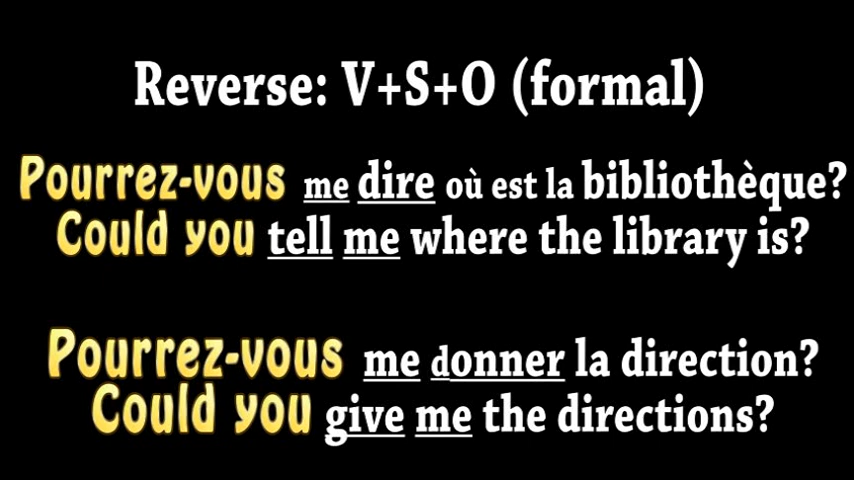 Reverse: V+S+O (formal)
Pourrez-vous me dire où est la bibliothèque?
Could you tell me where the library is?
Pourrez-vous me donner la direction?
Could you give me the directions?